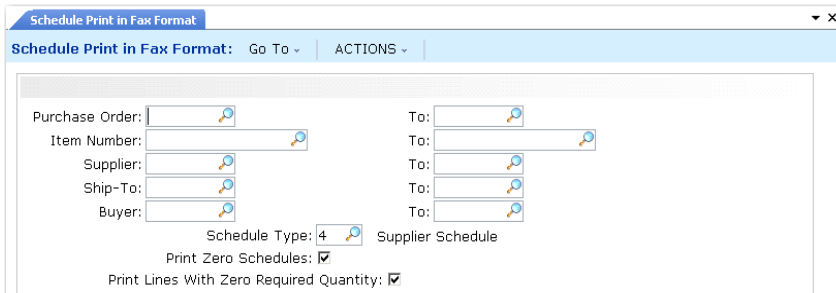 Schedule Print in Fax Format
Schedule Print in Fax Format: Go To ACTIONS
Purchase Order: To:
Item Number: To:
Supplier: To:
Ship-To: To:
Buyer: To:
Schedule Type: 4 Supplier Schedule
Print Zero Schedules:
Print Lines With Zero Required Quantity: